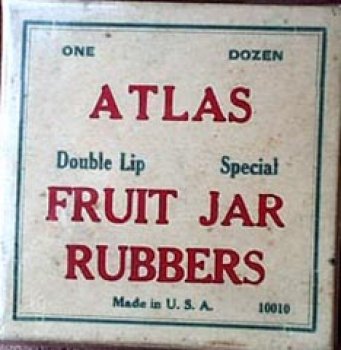 ONE DOZEN
ATLAS
Double Lip Special
FRUIT JAR
RUBBERS
Made in U. S. A. 10010